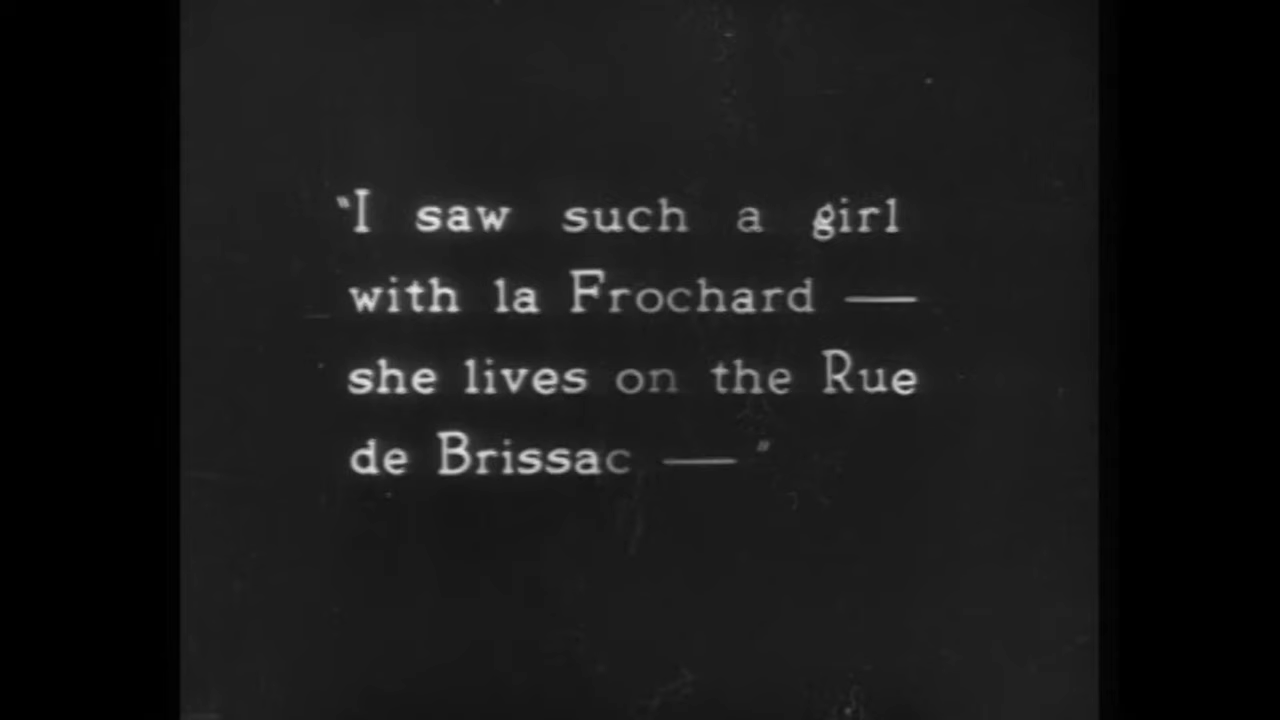 "I saw such a girl
with la Frochard —
she lives on the Rue
de Brissac — "